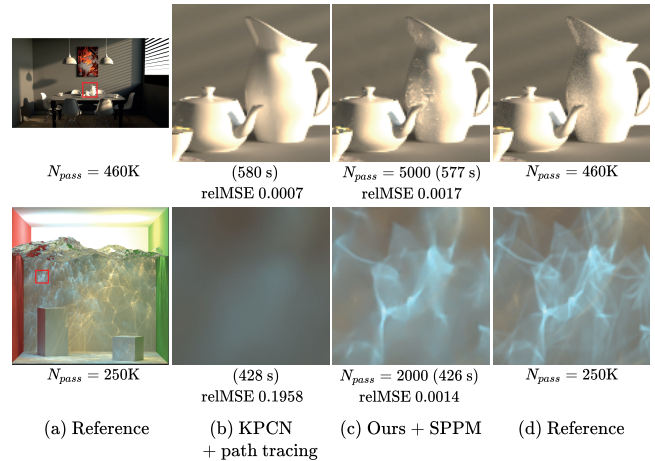 N_pass = 460K
(580 s)
relMSE 0.0007
N_pass = 5000 (577 s)
relMSE 0.0017
N_pass = 460K
N_pass = 250K
(428 s)
relMSE 0.1958
N_pass = 2000 (426 s)
relMSE 0.0014
N_pass = 250K
(a) Reference
(b) KPCN
+ path tracing
(c) Ours + SPPM
(d) Reference